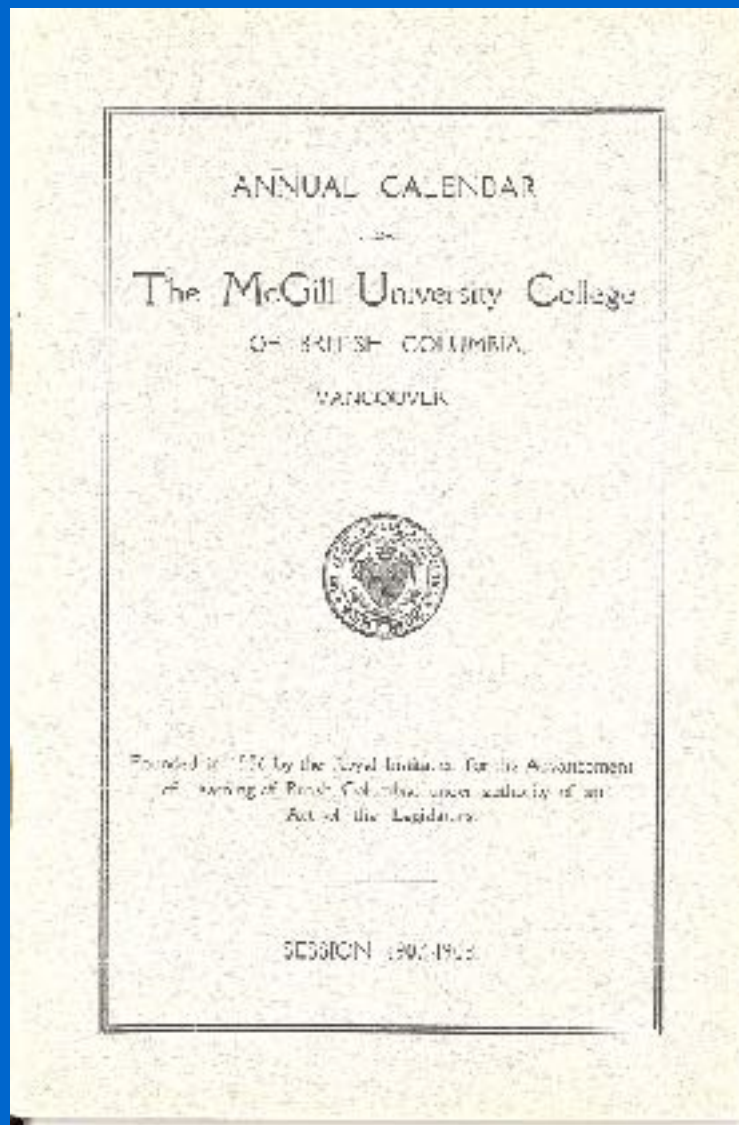 ANNUAL CALENDAR
The McGill University College
OF BRITISH COLUMBIA,
VANCOUVER
Founded in by the Royal Institution for the Advancement
of Learning of British Columbia under authority of an
Act of the Legislature.
SESSION